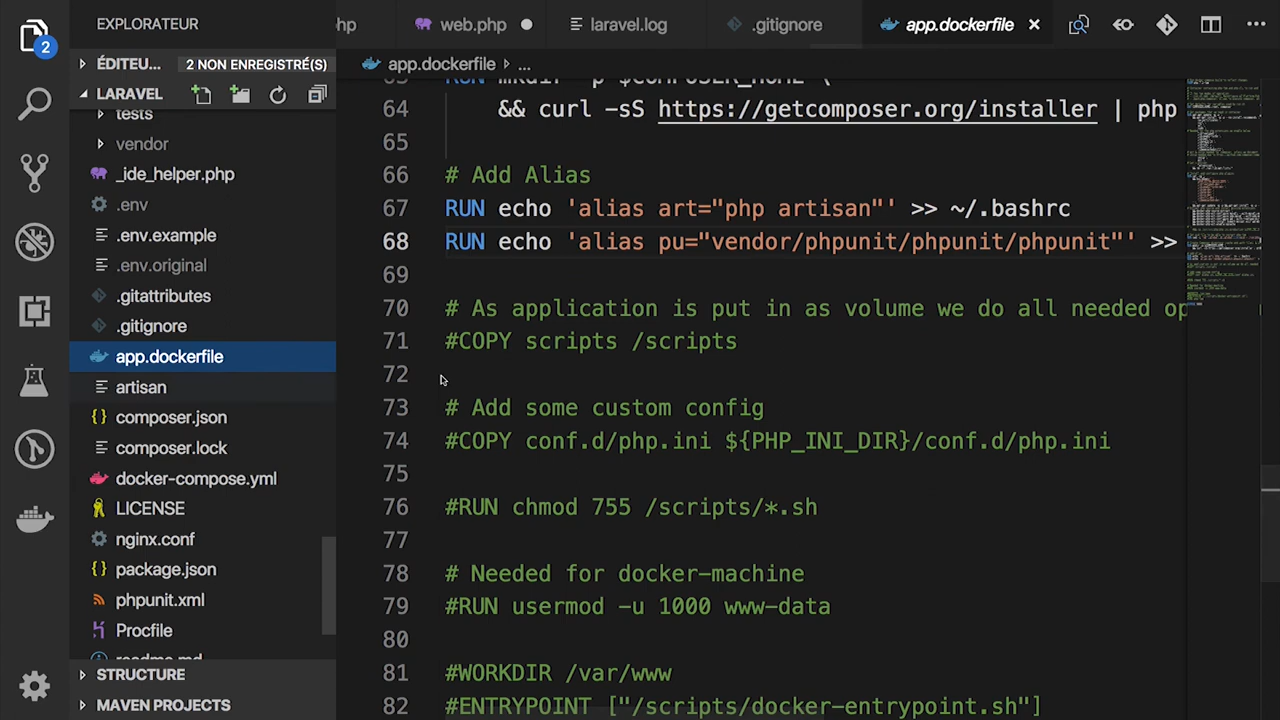 EXPLORATEUR
hp
web.php
laravel.log
.gitignore
app.dockerfile
2
ÉDITEU...
2 NON ENREGISTRÉ(S)
app.dockerfile > ...
LARAVEL
tests
vendor
_ide_helper.php
.env
.env.example
.env.original
.gitattributes
.gitignore
app.dockerfile
artisan
composer.json
composer.lock
docker-compose.yml
LICENSE
nginx.conf
package.json
phpunit.xml
Procfile
readme.md
STRUCTURE
MAVEN PROJECTS
63 RUN mkdir -p $COMPOSER_HOME \
64 && curl -sS https://getcomposer.org/installer | php
65
66 # Add Alias
67 RUN echo 'alias art="php artisan"' >> ~/.bashrc
68 RUN echo 'alias pu="vendor/phpunit/phpunit/phpunit"' >>
69
70 # As application is put in as volume we do all needed op
71 #COPY scripts /scripts
72
73 # Add some custom config
74 #COPY conf.d/php.ini ${PHP_INI_DIR}/conf.d/php.ini
75
76 #RUN chmod 755 /scripts/*.sh
77
78 # Needed for docker-machine
79 #RUN usermod -u 1000 www-data
80
81 #WORKDIR /var/www
82 #ENTRYPOINT ["/scripts/docker-entrypoint.sh"]